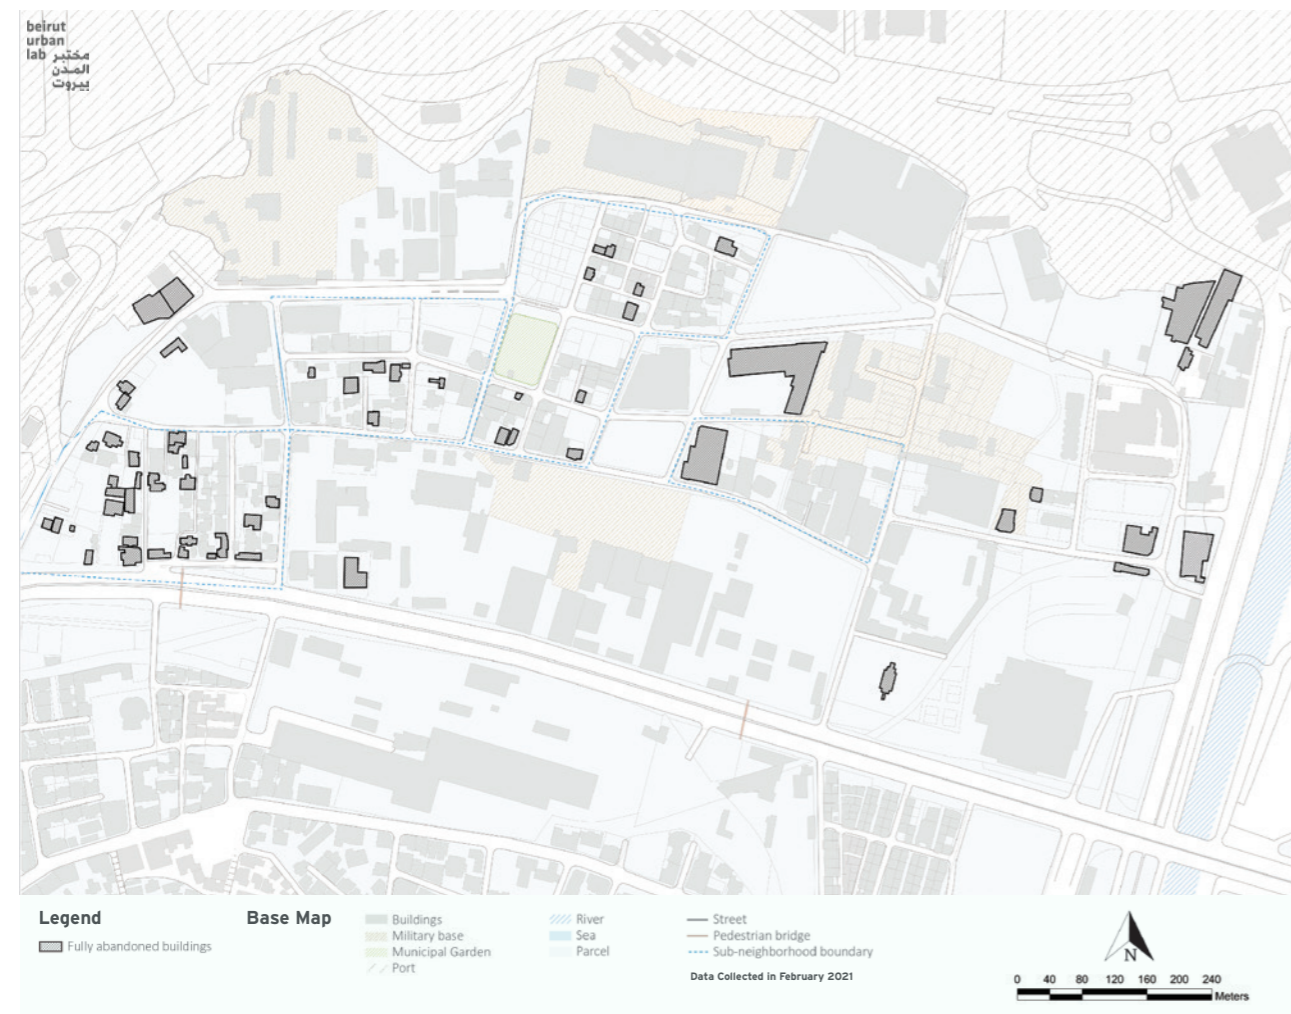 beirut
urban
lab مختبر
المدن
بيروت
Legend
Fully abandoned buildings
Base Map
Buildings
Military base
Municipal Garden
Port
River
Sea
Parcel
Street
Pedestrian bridge
Sub-neighborhood boundary
Data Collected in February 2021
N
0 40 80 120 160 200 240
Meters